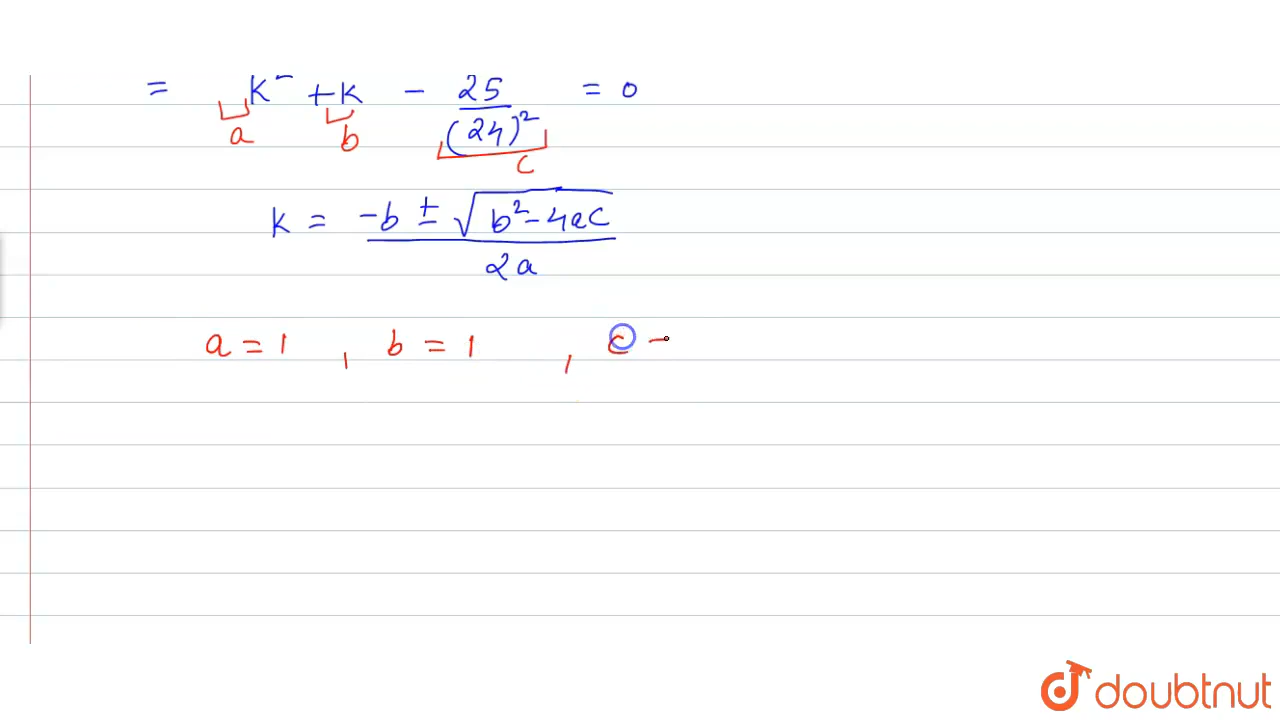 = k² + k - 25/(24)² = 0
a b c
k = -b ± √b²-4ac / 2a
a = 1 , b = 1 , c -
doubtnut